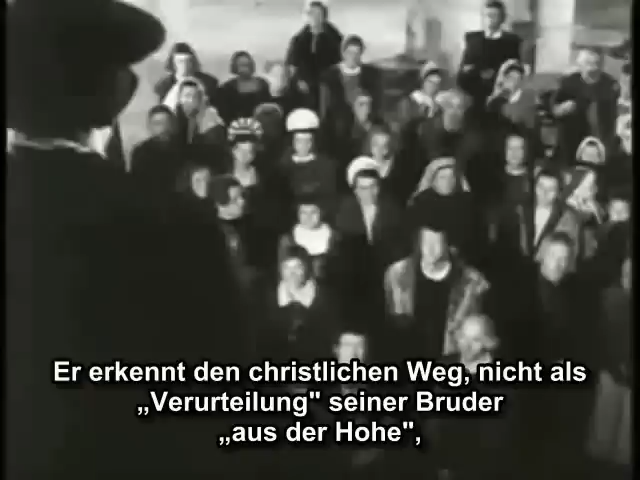 Er erkennt den christlichen Weg, nicht als
„Verurteilung" seiner Bruder
„aus der Hohe",